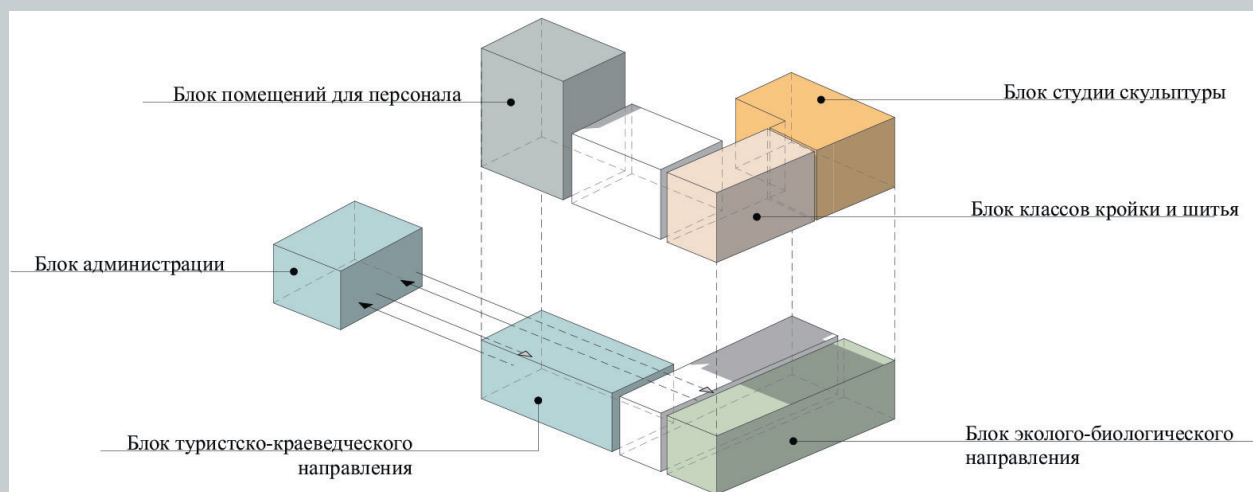 Блок помещений для персонала
Блок студии скульптуры
Блок классов кройки и шитья
Блок администрации
Блок туристско-краеведческого
направления
Блок эколого-биологического
направления